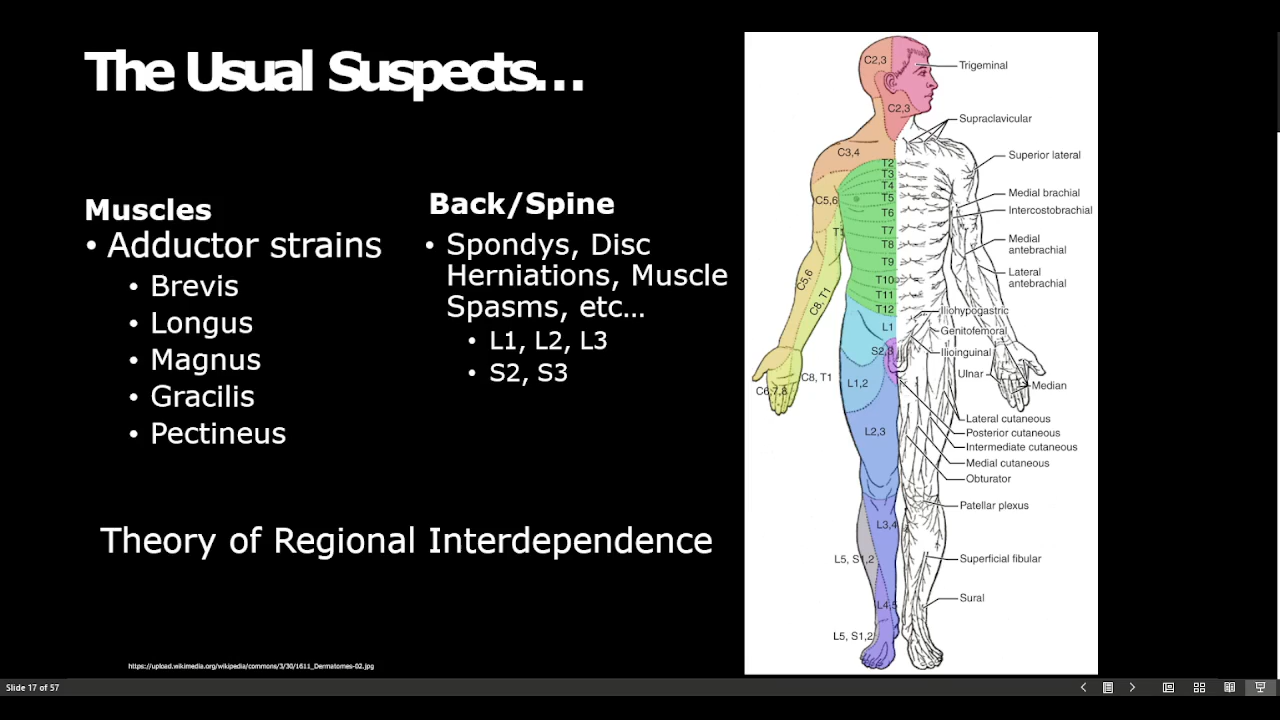 The Usual Suspects…
Muscles
• Adductor strains
• Brevis
• Longus
• Magnus
• Gracilis
• Pectineus
Back/Spine
• Spondys, Disc
Herniations, Muscle
Spasms, etc…
• L1, L2, L3
• S2, S3
Theory of Regional Interdependence
https://upload.wikimedia.org/wikipedia/commons/3/30/1611_Dermatomes-02.jpg
C2,3
C2,3
C3,4
T2
T3
T4
T5
C5,6
T6
T7
T8
T9
C5,6
T10
C8, T1
T11
T12
L1
S2,3
C8, T1
L1,2
C6,7,8
L2,3
L3,4
L5, S1,2
L4,5
L5, S1,2
Trigeminal
Supraclavicular
Superior lateral
Medial brachial
Intercostobrachial
Medial
antebrachial
Lateral
antebrachial
Iliohypogastric
Genitofemoral
Ilioinguinal
Ulnar
Median
Lateral cutaneous
Posterior cutaneous
Intermediate cutaneous
Medial cutaneous
Obturator
Patellar plexus
Superficial fibular
Sural
Slide 17 of 57